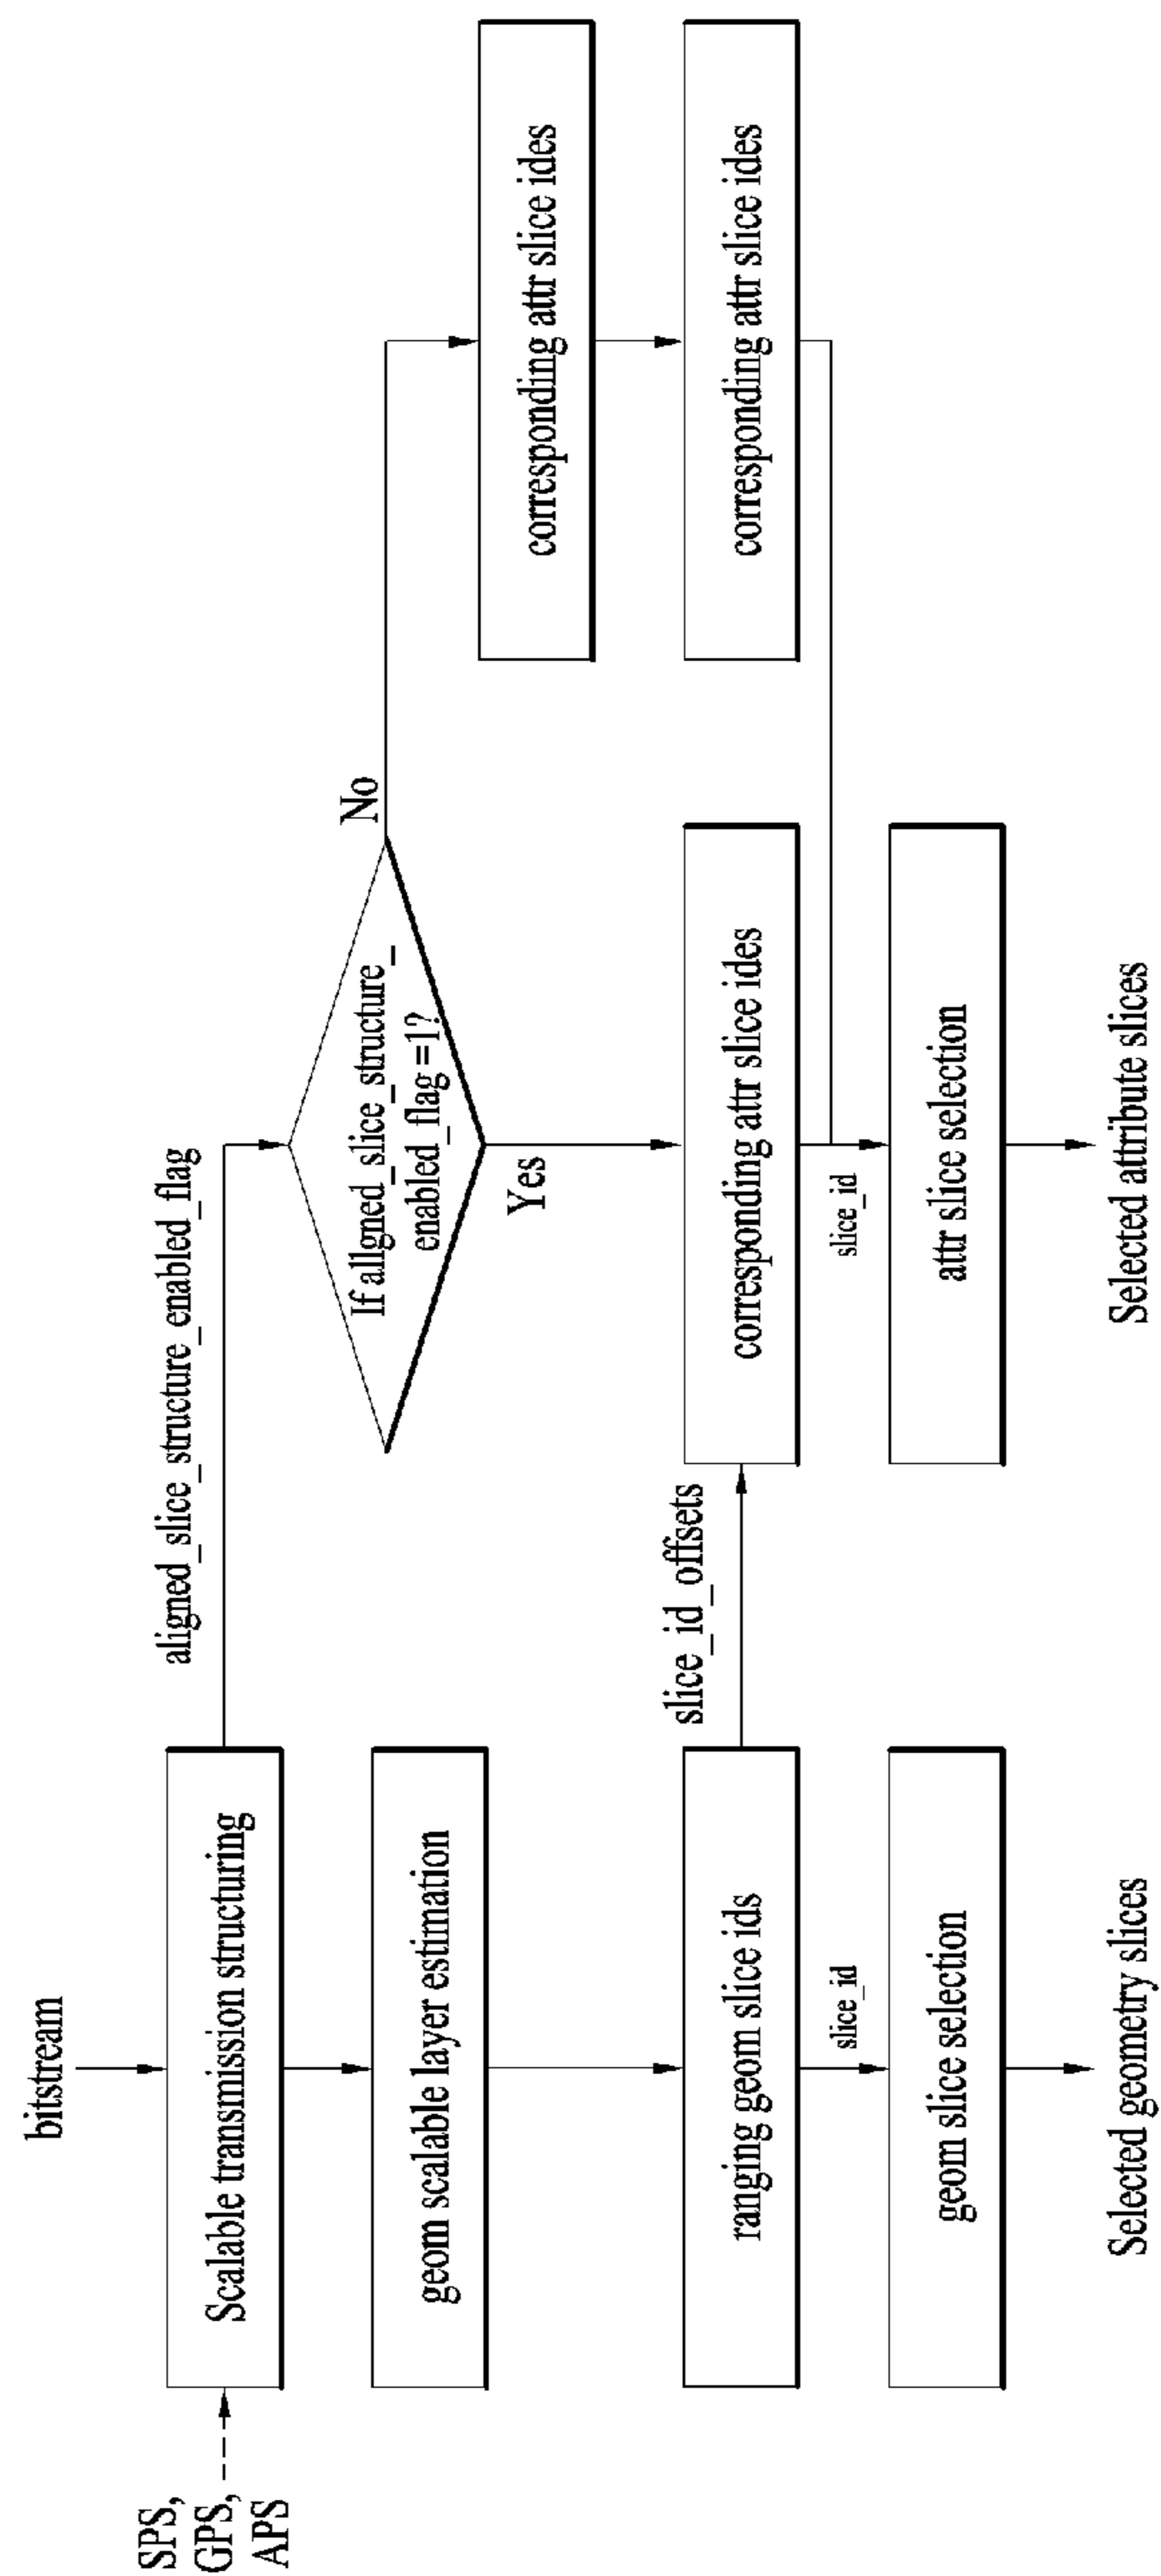 bitstream
SPS,
GPS,
APS
Scalable transmission structuring
aligned_slice_structure_enabled_flag
geom scalable layer estimation
If allgned_slice_structure_
enabled_flag =1?
No
Yes
corresponding attr slice ides
ranging geom slice ids
slice_id_offsets
corresponding attr slice ides
corresponding attr slice ides
slice_id
slice_id
geom slice selection
attr slice selection
Selected geometry slices
Selected attribute slices